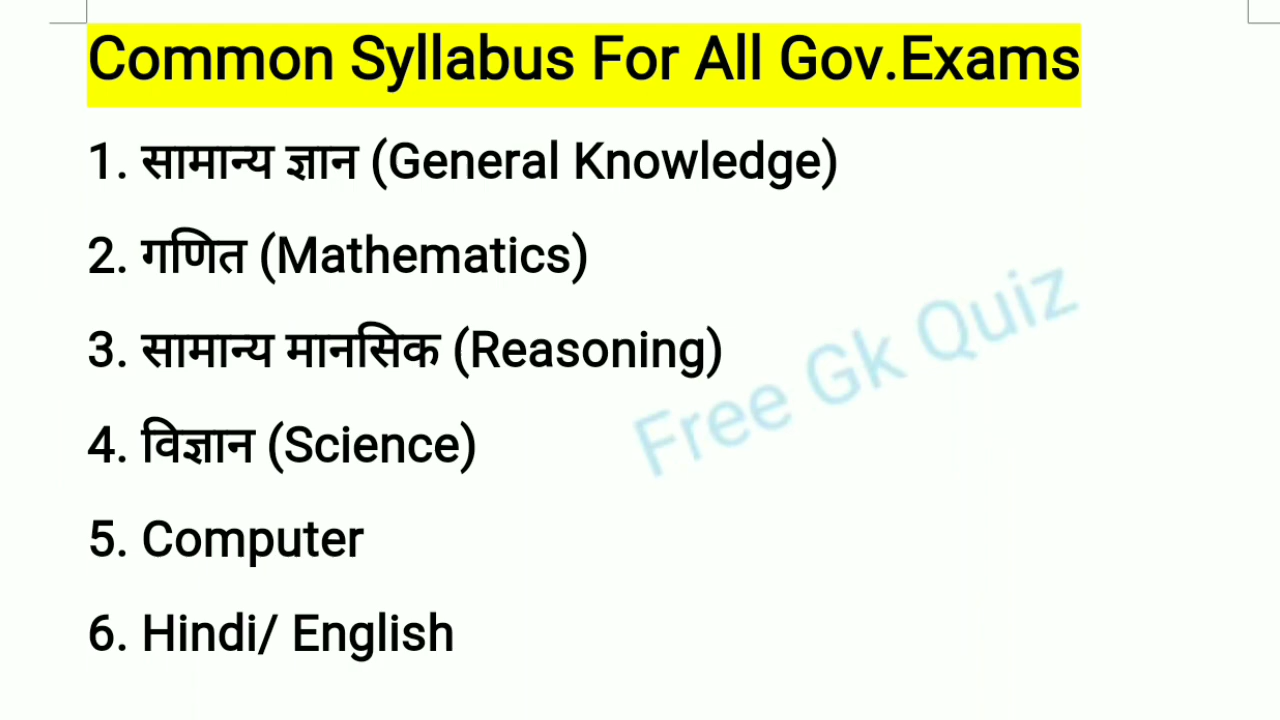 Common Syllabus For All Gov.Exams
1. सामान्य ज्ञान (General Knowledge)
2. गणित (Mathematics)
3. सामान्य मानसिक (Reasoning)
4. विज्ञान (Science)
5. Computer
6. Hindi/ English
Free Gk Quiz